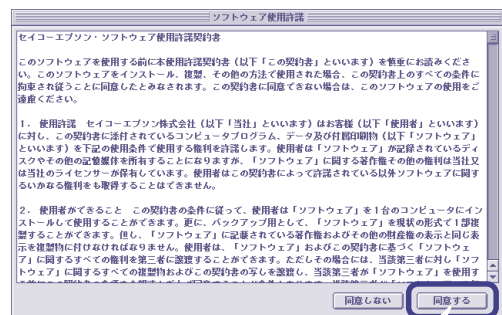 ソフトウェア使用許諾
セイコーエプソン・ソフトウェア使用許諾契約書
このソフトウェアを使用する前に本使用許諾契約書（以下「この契約書」といいます）を慎重にお読みくださ
い。このソフトウェアをインストール、複製、その他の方法で使用された場合、この契約書上のすべての条件に
拘束され従うことに同意したとみなされます。この契約書に同意できない場合は、このソフトウェアの使用をご
遠慮ください。
1． 使用許諾　セイコーエプソン株式会社（以下「当社」といいます）はお客様（以下「使用者」といいます）
に対し、この契約書に添付されているコンピュータプログラム、データ及び付属印刷物（以下「ソフトウェア」
といいます）を下記の使用条件で使用する権利を許諾します。使用者は「ソフトウェア」が記録されているディ
スクやその他の記憶媒体を所有することになりますが、「ソフトウェア」に関する著作権その他の権利は当社又
は当社のライセンサーが保有しています。使用者はこの契約書によって許諾されている以外ソフトウェアに関す
るいかなる権利をも取得することはできません。
2． 使用者ができること　この契約書の条件に従って、使用者は「ソフトウェア」を1台のコンピュータにイン
ストールして使用することができます。更に、バックアップ用として、「ソフトウェア」を現状の形式で1部複
製することができます。但し、「ソフトウェア」に記載されている著作権およびその他の財産権の表示と同じ表
示を複製物に付けなければなりません。使用者は、「ソフトウェア」およびこの契約書に基づく「ソフトウェ
ア」に関するすべての権利を第三者に譲渡することができます。ただしその場合には、当該第三者に対し「ソフ
トウェア」に関するすべての複製物およびこの契約書の写しを譲渡し、当該第三者が「ソフトウェア」を使用す
同意しない
同意する